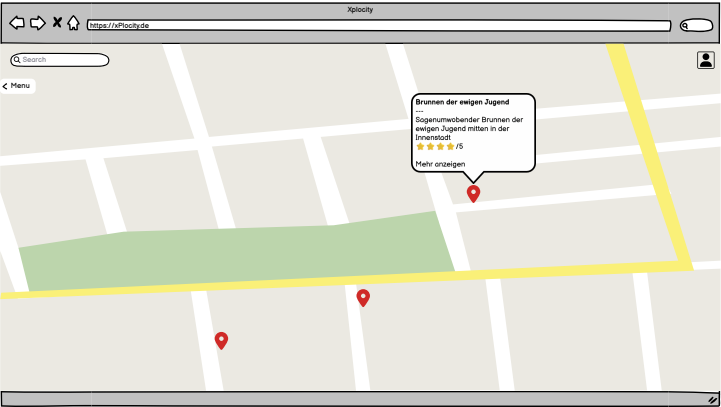 Xplocity
https://xPlocity.de
Search
Menu
Brunnen der ewigen Jugend
---
Sagenumwobender Brunnen der
ewigen Jugend mitten in der
Innenstadt
/5
Mehr anzeigen